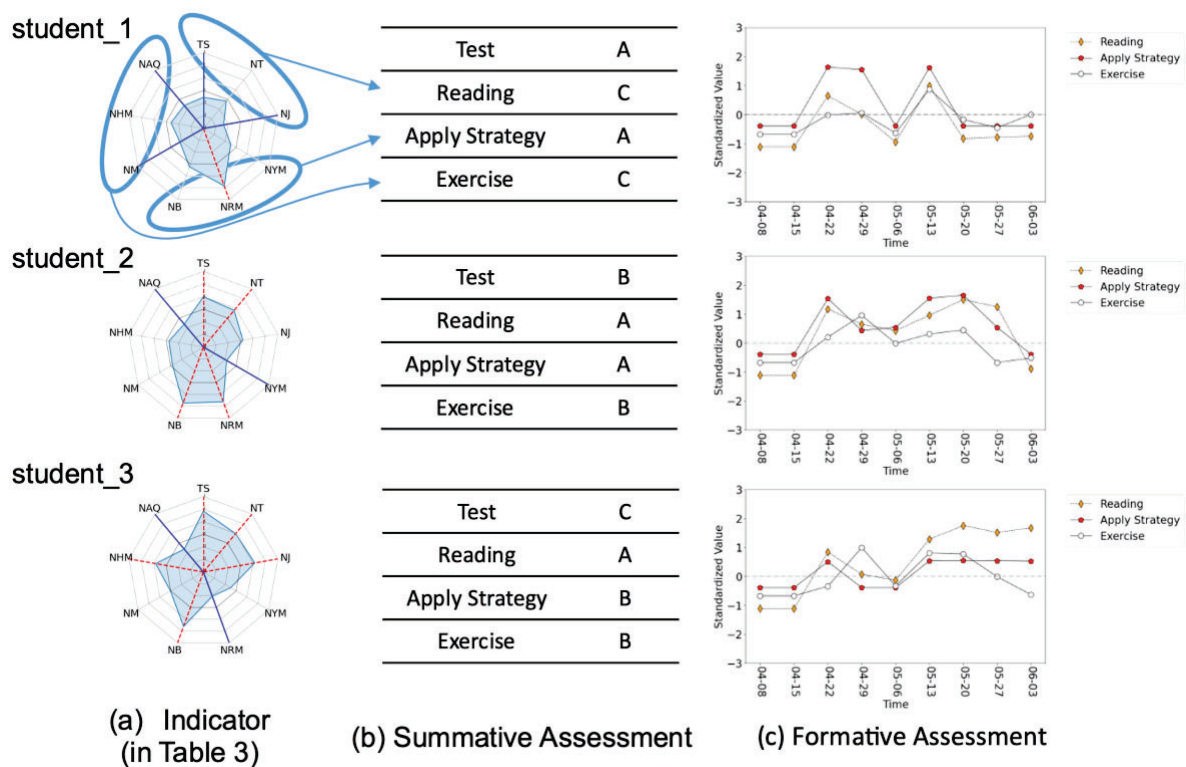 student_1
TS
NT
NJ
NYM
NRM
NB
NM
NHM
NAQ
Test A
Reading C
Apply Strategy A
Exercise C
Standardized Value
3
2
1
0
−1
−2
−3
04-08
04-15
04-22
04-29
05-06
05-13
05-20
05-27
06-03
Time
Reading
Apply Strategy
Exercise
student_2
TS
NT
NJ
NYM
NRM
NB
NM
NHM
NAQ
Test B
Reading A
Apply Strategy A
Exercise B
Standardized Value
3
2
1
0
−1
−2
−3
04-08
04-15
04-22
04-29
05-06
05-13
05-20
05-27
06-03
Time
Reading
Apply Strategy
Exercise
student_3
TS
NT
NJ
NYM
NRM
NB
NM
NHM
NAQ
Test C
Reading A
Apply Strategy B
Exercise B
Standardized Value
3
2
1
0
−1
−2
−3
04-08
04-15
04-22
04-29
05-06
05-13
05-20
05-27
06-03
Time
Reading
Apply Strategy
Exercise
(a) Indicator
(in Table 3)
(b) Summative Assessment
(c) Formative Assessment